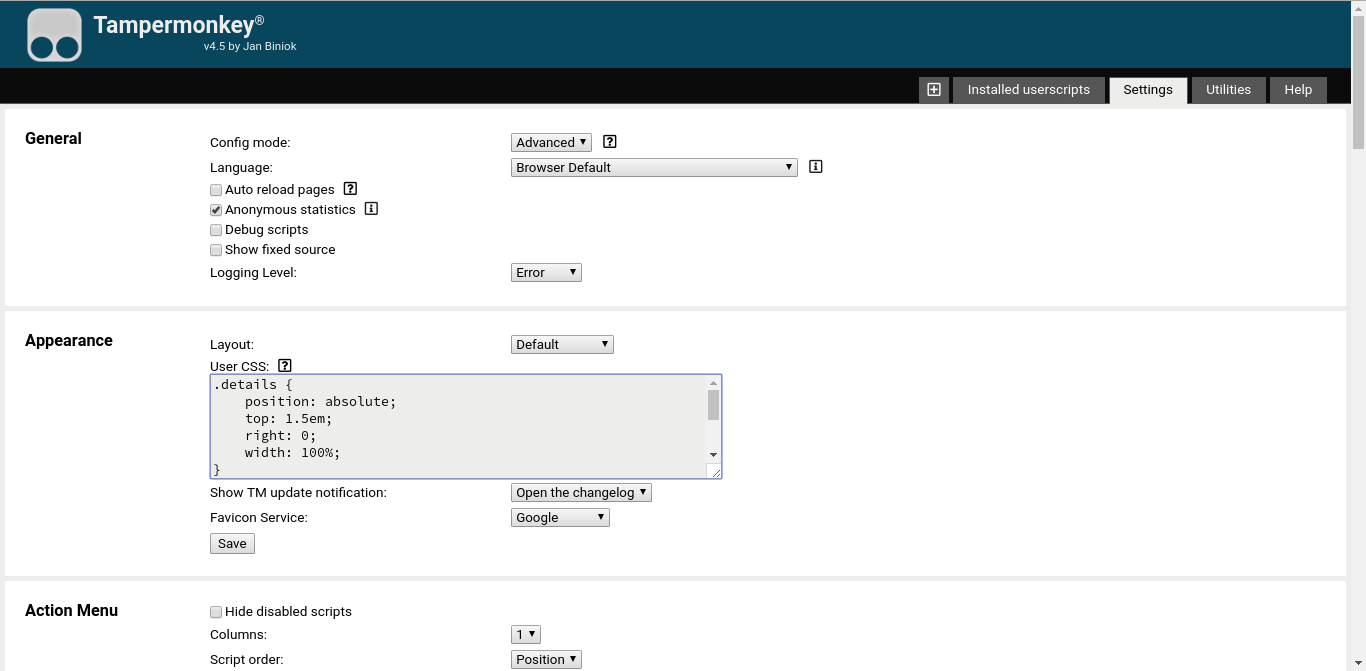 Tampermonkey®
v4.5 by Jan Biniok
Installed userscripts Settings Utilities Help
General
Config mode: Advanced
Language: Browser Default
Auto reload pages
Anonymous statistics
Debug scripts
Show fixed source
Logging Level: Error
Appearance
Layout: Default
User CSS:
.details {
    position: absolute;
    top: 1.5em;
    right: 0;
    width: 100%;
}
Show TM update notification: Open the changelog
Favicon Service: Google
Save
Action Menu
Hide disabled scripts
Columns: 1
Script order: Position